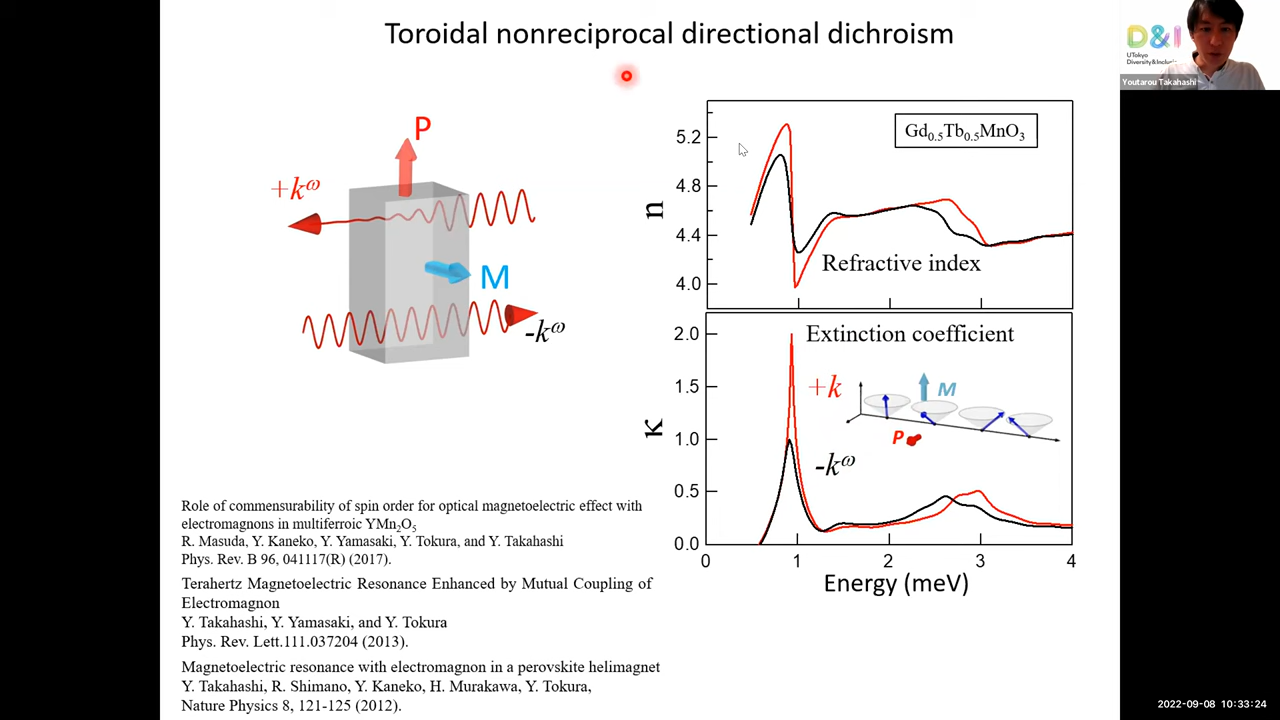 Toroidal nonreciprocal directional dichroism
D&I
UTokyo
Diversity&Inclu
Youtarou Takahashi
P
+kω
M
-kω
5.2
4.8
4.4
4.0
n
Gd0.5Tb0.5MnO3
Refractive index
2.0
1.5
1.0
0.5
0.0
κ
Extinction coefficient
+k
M
P
-kω
0 1 2 3 4
Energy (meV)
Role of commensurability of spin order for optical magnetoelectric effect with
electromagnons in multiferroic YMn2O5
R. Masuda, Y. Kaneko, Y. Yamasaki, Y. Tokura, and Y. Takahashi
Phys. Rev. B 96, 041117(R) (2017).
Terahertz Magnetoelectric Resonance Enhanced by Mutual Coupling of
Electromagnon
Y. Takahashi, Y. Yamasaki, and Y. Tokura
Phys. Rev. Lett.111.037204 (2013).
Magnetoelectric resonance with electromagnon in a perovskite helimagnet
Y. Takahashi, R. Shimano, Y. Kaneko, H. Murakawa, Y. Tokura,
Nature Physics 8, 121-125 (2012).
2022-09-08 10:33:24